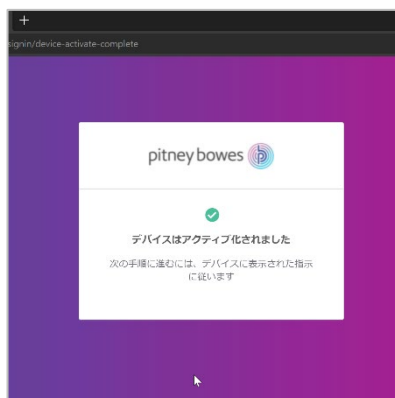 signin/device-activate-complete
pitney bowes
デバイスはアクティブ化されました
次の手順に進むには、デバイスに表示された指示
に従います